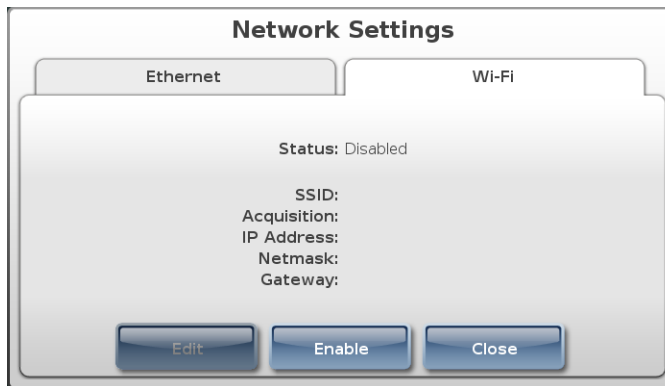 Network Settings
Ethernet Wi-Fi
Status: Disabled
SSID:
Acquisition:
IP Address:
Netmask:
Gateway:
Edit Enable Close